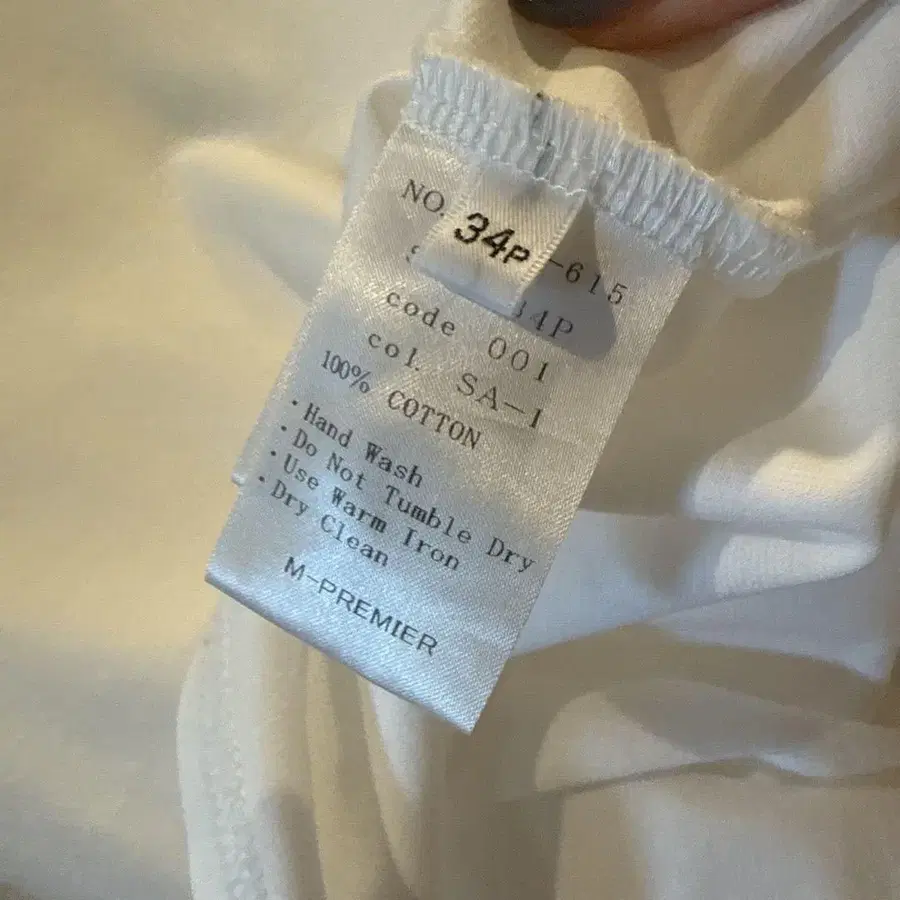 34P
NO. -615
34P
code 001
col. SA-1
100% COTTON
・Hand Wash
・Do Not Tumble Dry
・Use Warm Iron
・Dry Clean
M-PREMIER